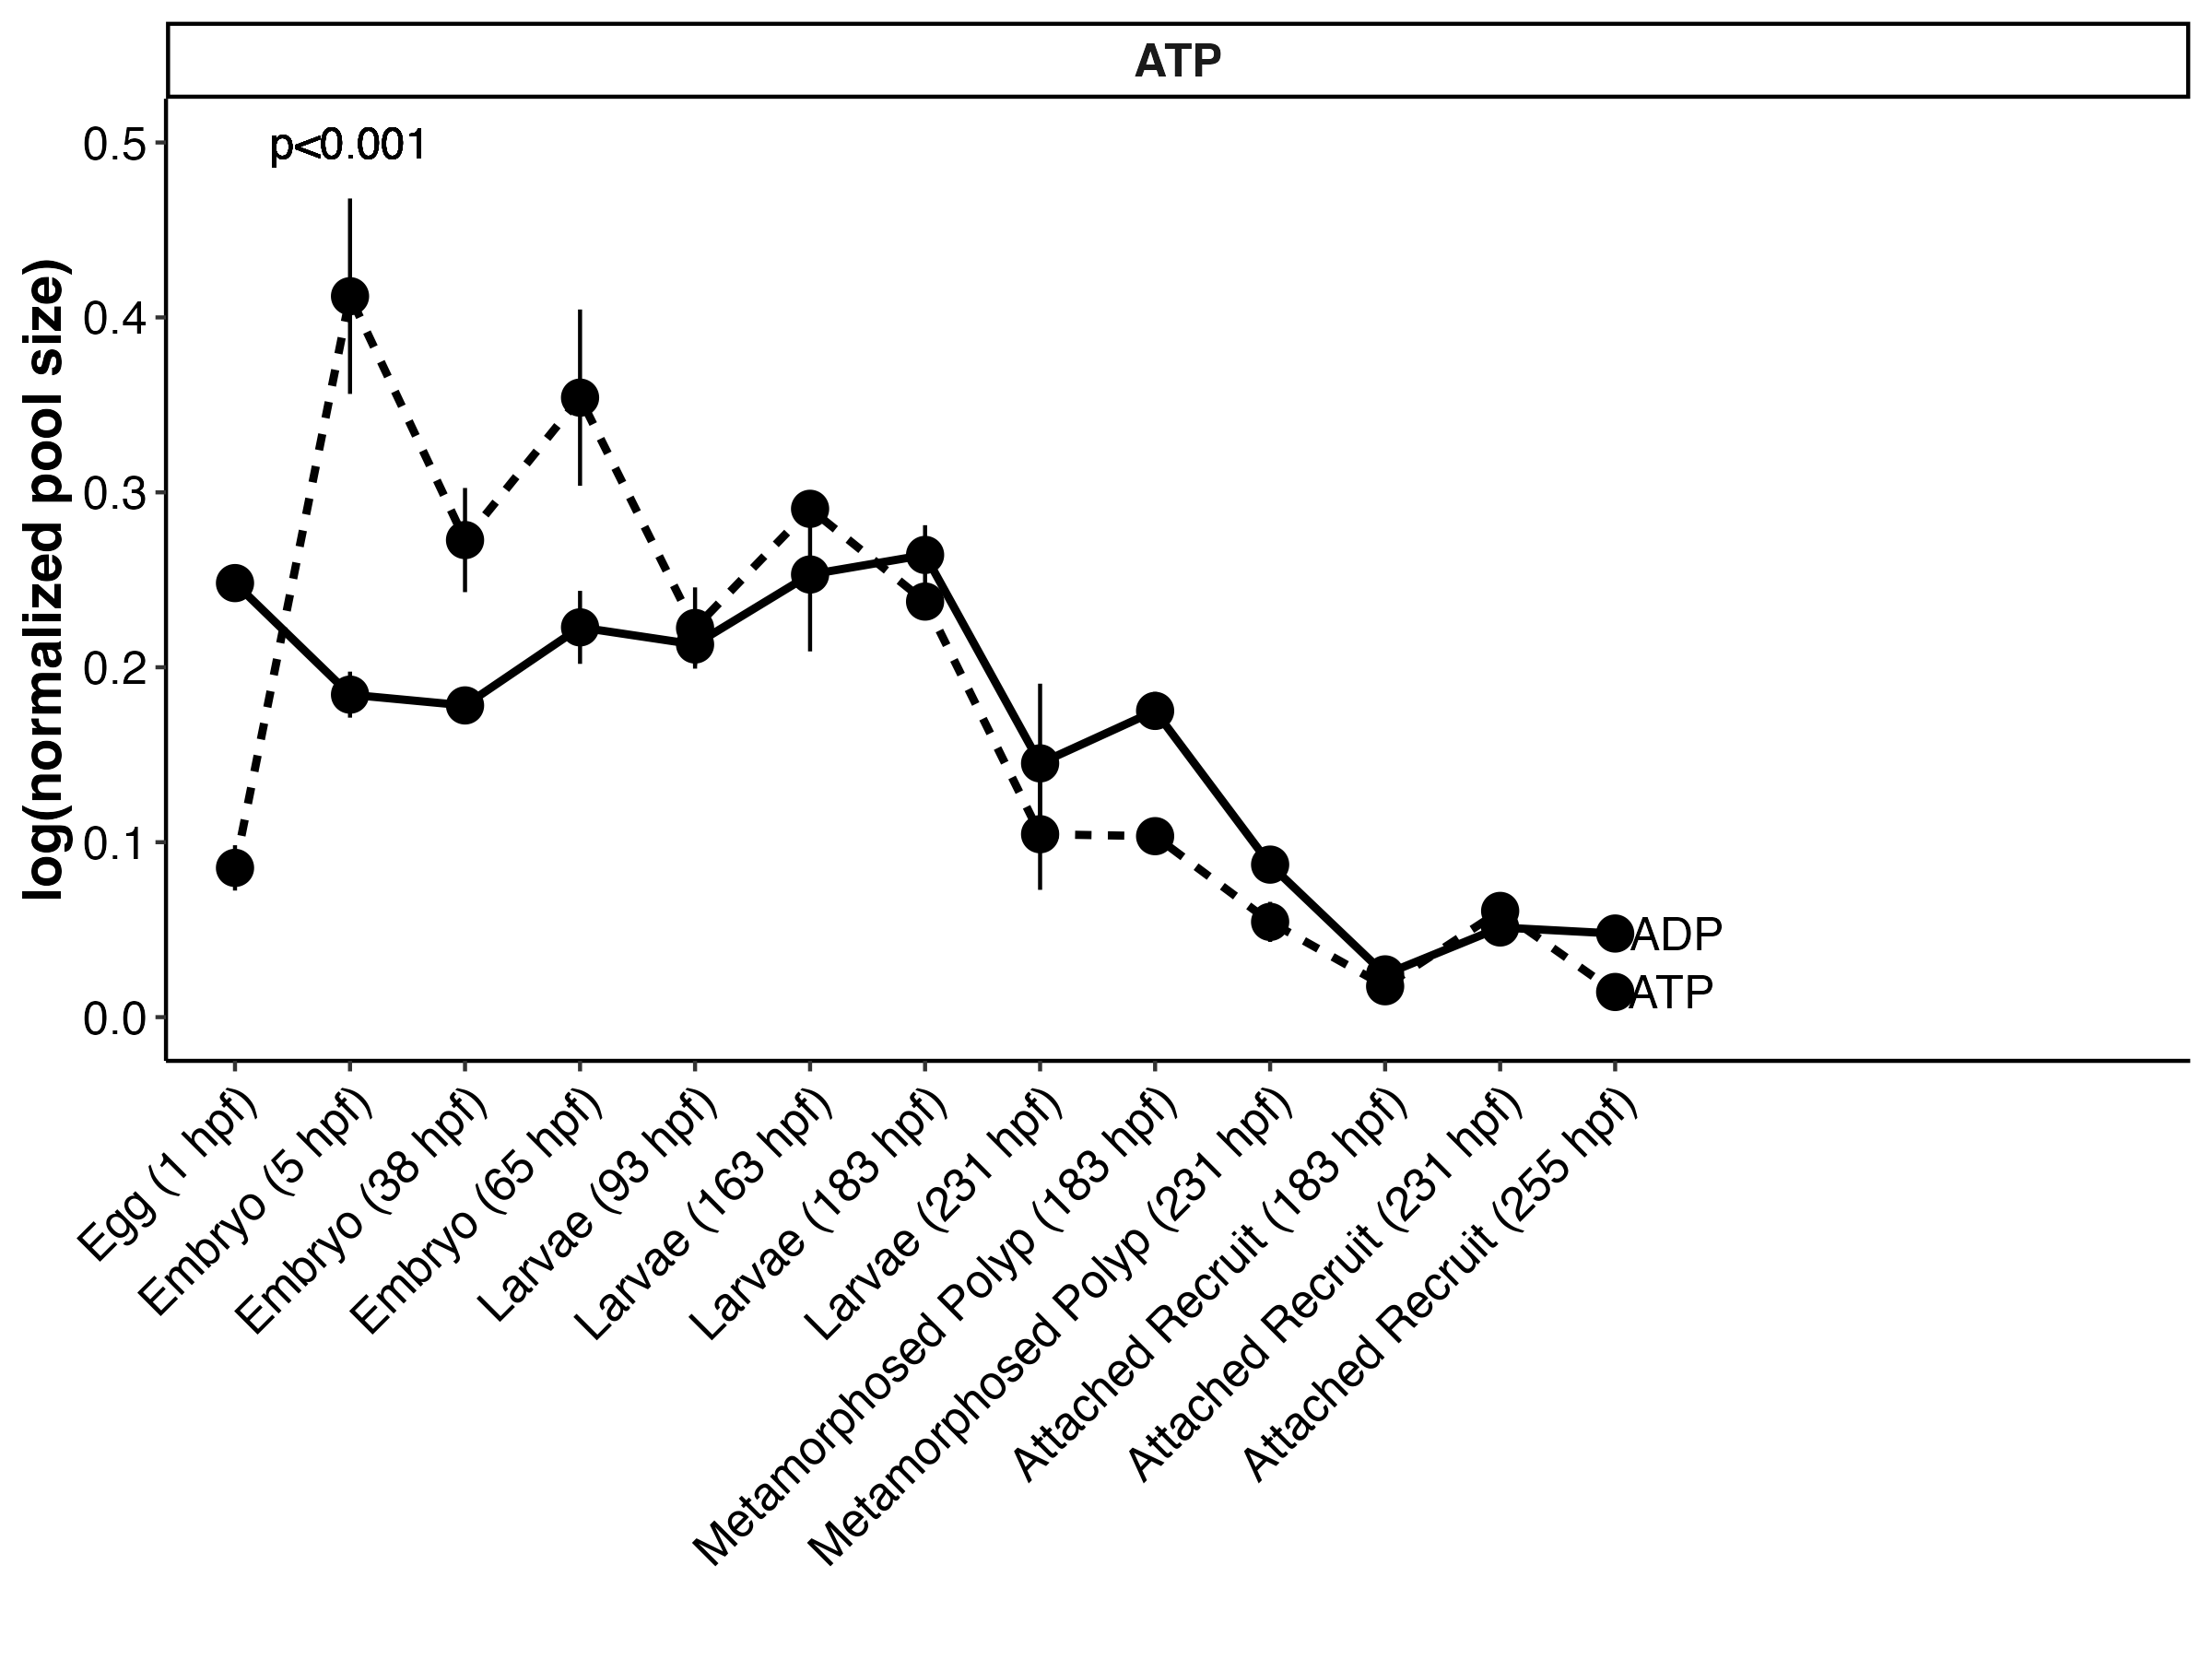 ATP
p<0.001
log(normalized pool size)
0.5
0.4
0.3
0.2
0.1
0.0
ADP
ATP
Egg (1 hpf)
Embryo (5 hpf)
Embryo (38 hpf)
Embryo (65 hpf)
Larvae (93 hpf)
Larvae (163 hpf)
Larvae (183 hpf)
Larvae (231 hpf)
Metamorphosed Polyp (183 hpf)
Metamorphosed Polyp (231 hpf)
Attached Recruit (183 hpf)
Attached Recruit (231 hpf)
Attached Recruit (255 hpf)